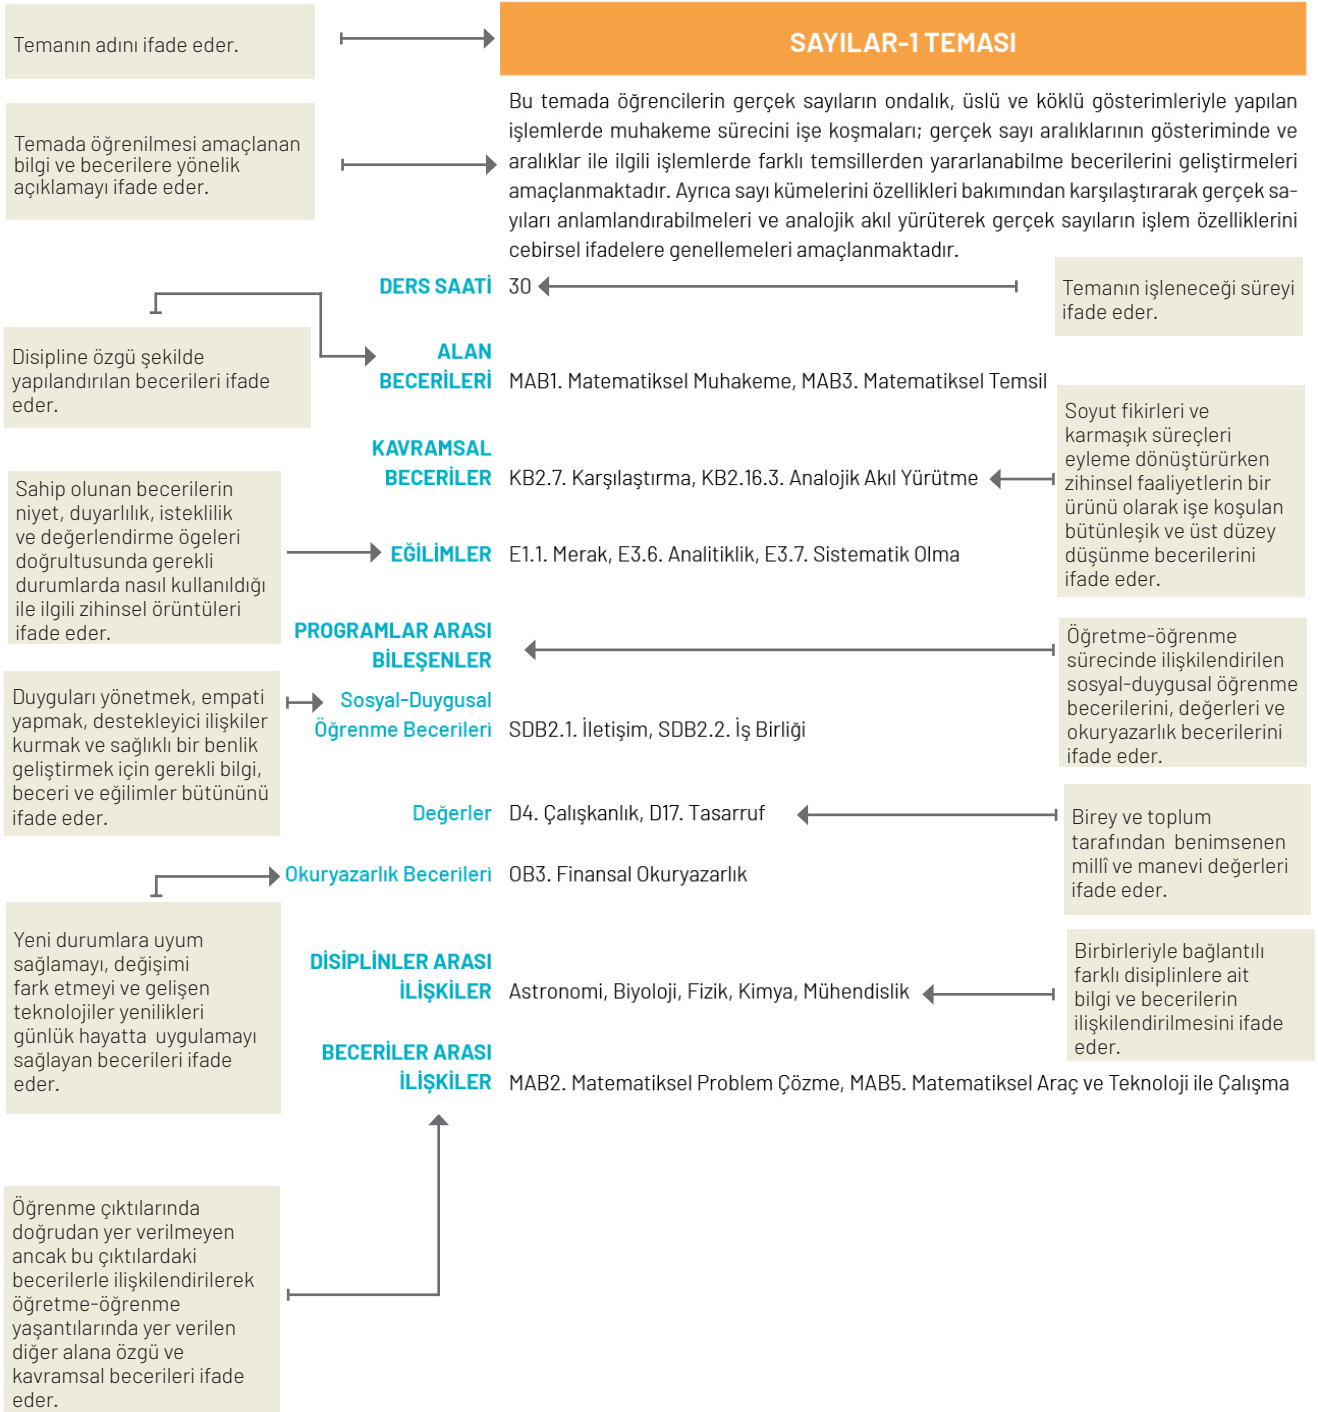 Temanın adını ifade eder.
SAYILAR-1 TEMASI
Temada öğrenilmesi amaçlanan
bilgi ve becerilere yönelik
açıklamayı ifade eder.
Bu temada öğrencilerin gerçek sayıların ondalık, üslü ve köklü gösterimleriyle yapılan
işlemlerde muhakeme sürecini işe koşmaları; gerçek sayı aralıklarının gösteriminde ve
aralıklar ile ilgili işlemlerde farklı temsillerden yararlanabilme becerilerini geliştirmeleri
amaçlanmaktadır. Ayrıca sayı kümelerini özellikleri bakımından karşılaştırarak gerçek sa-
yıları anlamlandırabilmeleri ve analojik akıl yürüterek gerçek sayıların işlem özelliklerini
cebirsel ifadelere genellemeleri amaçlanmaktadır.
DERS SAATİ 30
Temanın işleneceği süreyi
ifade eder.
Disipline özgü şekilde
yapılandırılan becerileri ifade
eder.
ALAN
BECERİLERİ MAB1. Matematiksel Muhakeme, MAB3. Matematiksel Temsil
KAVRAMSAL
BECERİLER KB2.7. Karşılaştırma, KB2.16.3. Analojik Akıl Yürütme
Soyut fikirleri ve
karmaşık süreçleri
eyleme dönüştürürken
zihinsel faaliyetlerin bir
ürünü olarak işe koşulan
bütünleşik ve üst düzey
düşünme becerilerini
ifade eder.
Sahip olunan becerilerin
niyet, duyarlılık, isteklilik
ve değerlendirme ögeleri
doğrultusunda gerekli
durumlarda nasıl kullanıldığı
ile ilgili zihinsel örüntüleri
ifade eder.
EĞİLİMLER E1.1. Merak, E3.6. Analitiklik, E3.7. Sistematik Olma
PROGRAMLAR ARASI
BİLEŞENLER
Öğretme-öğrenme
sürecinde ilişkilendirilen
sosyal-duygusal öğrenme
becerilerini, değerleri ve
okuryazarlık becerilerini
ifade eder.
Duyguları yönetmek, empati
yapmak, destekleyici ilişkiler
kurmak ve sağlıklı bir benlik
geliştirmek için gerekli bilgi,
beceri ve eğilimler bütününü
ifade eder.
Sosyal-Duygusal
Öğrenme Becerileri SDB2.1. İletişim, SDB2.2. İş Birliği
Değerler D4. Çalışkanlık, D17. Tasarruf
Birey ve toplum
tarafından benimsenen
millî ve manevi değerleri
ifade eder.
Okuryazarlık Becerileri OB3. Finansal Okuryazarlık
Yeni durumlara uyum
sağlamayı, değişimi
fark etmeyi ve gelişen
teknolojiler yenilikleri
günlük hayatta uygulamayı
sağlayan becerileri ifade
eder.
DİSİPLİNLER ARASI
İLİŞKİLER Astronomi, Biyoloji, Fizik, Kimya, Mühendislik
Birbirleriyle bağlantılı
farklı disiplinlere ait
bilgi ve becerilerin
ilişkilendirilmesini ifade
eder.
BECERİLER ARASI
İLİŞKİLER MAB2. Matematiksel Problem Çözme, MAB5. Matematiksel Araç ve Teknoloji ile Çalışma
Öğrenme çıktılarında
doğrudan yer verilmeyen
ancak bu çıktılardaki
becerilerle ilişkilendirilerek
öğretme-öğrenme
yaşantılarında yer verilen
diğer alana özgü ve
kavramsal becerileri ifade
eder.